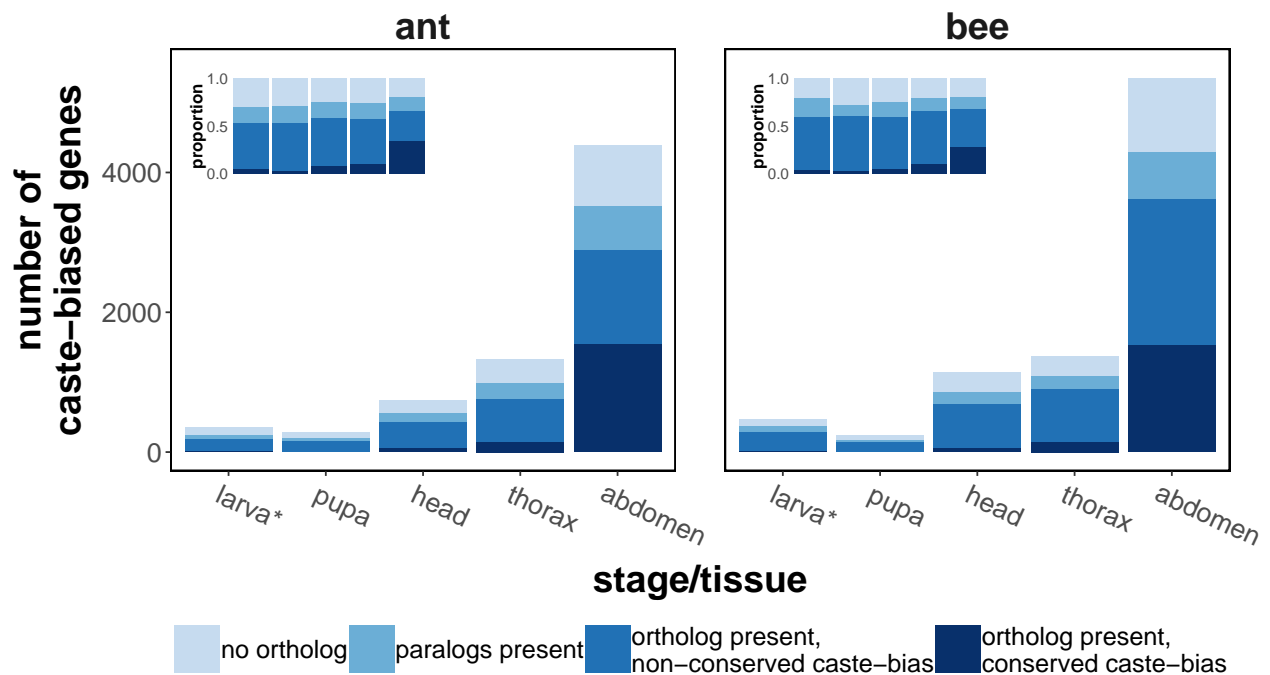 ant
bee
number of
caste−biased genes
4000
2000
0
proportion
1.0
0.5
0.0
proportion
1.0
0.5
0.0
larva*
pupa
head
thorax
abdomen
larva*
pupa
head
thorax
abdomen
stage/tissue
no ortholog
paralogs present
ortholog present,
non−conserved caste−bias
ortholog present,
conserved caste−bias